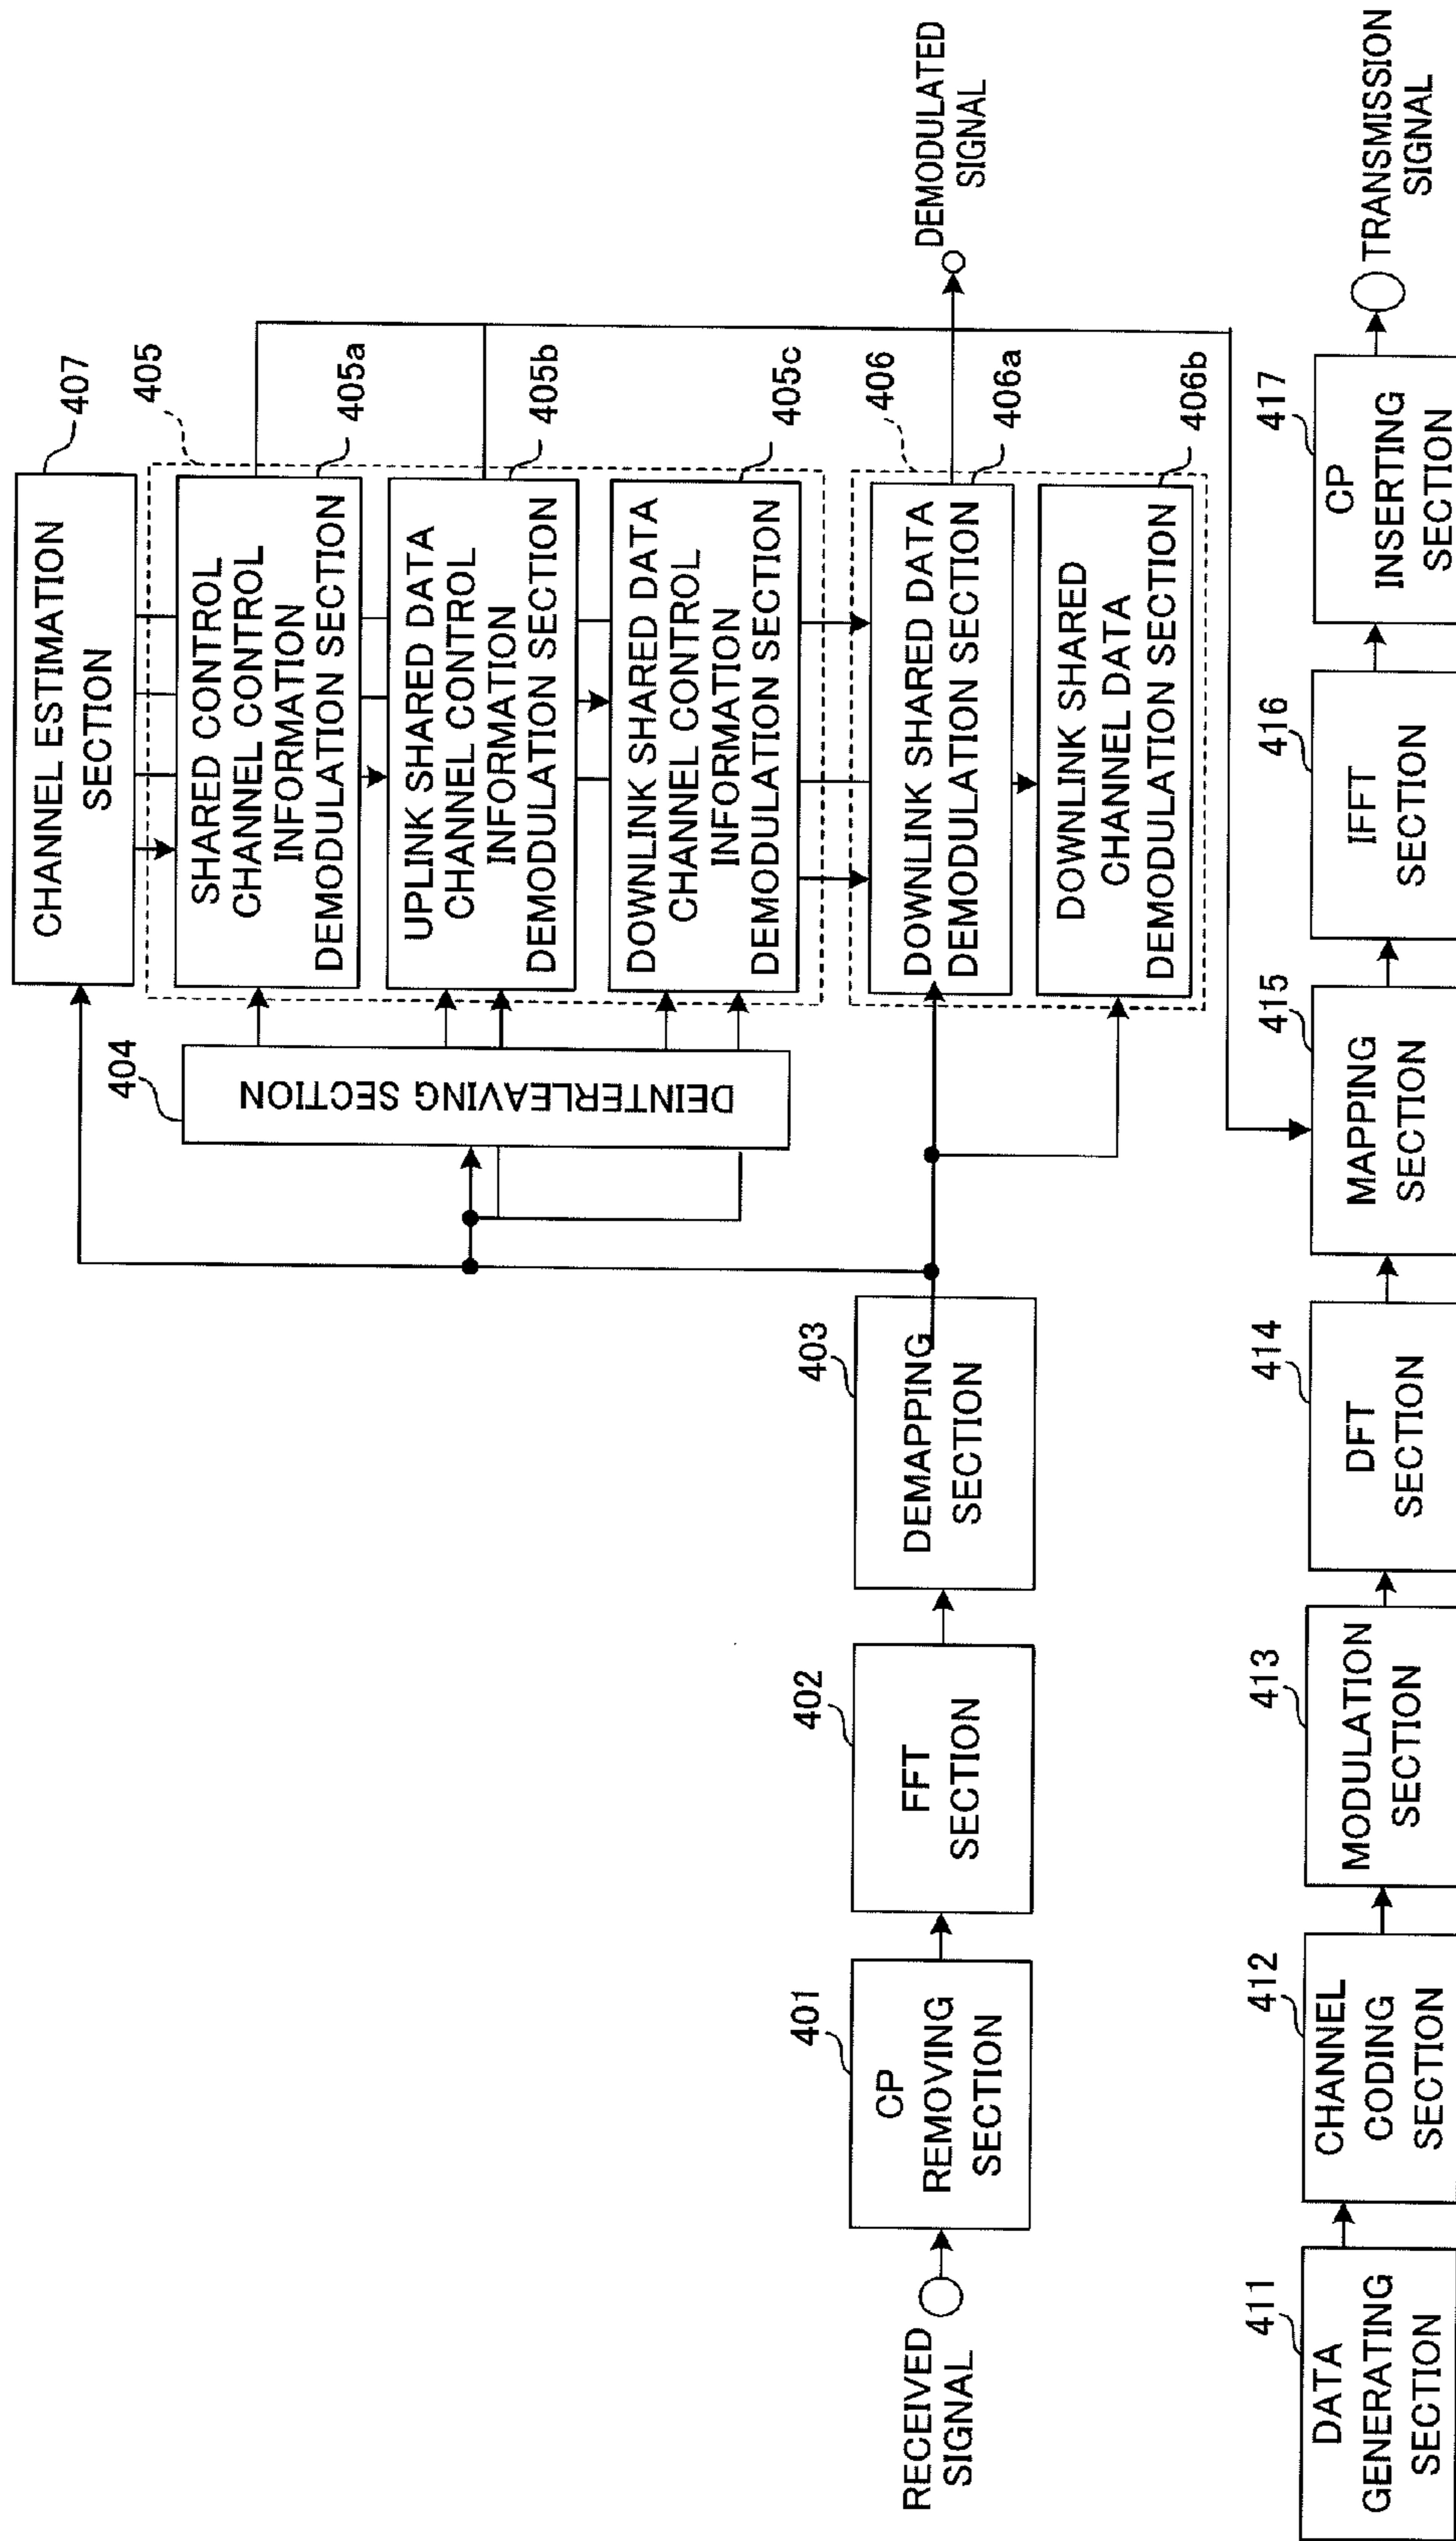 407
CHANNEL ESTIMATION
SECTION
405
SHARED CONTROL
CHANNEL CONTROL
INFORMATION
DEMODULATION SECTION
405a
UPLINK SHARED DATA
CHANNEL CONTROL
INFORMATION
DEMODULATION SECTION
405b
DOWNLINK SHARED DATA
CHANNEL CONTROL
INFORMATION
DEMODULATION SECTION
405c
404
DEINTERLEAVING SECTION
406
DOWNLINK SHARED DATA
DEMODULATION SECTION
406a
DOWNLINK SHARED
CHANNEL DATA
DEMODULATION SECTION
406b
DEMODULATED
SIGNAL
RECEIVED
SIGNAL
401
CP
REMOVING
SECTION
402
FFT
SECTION
403
DEMAPPING
SECTION
411
DATA
GENERATING
SECTION
412
CHANNEL
CODING
SECTION
413
MODULATION
SECTION
414
DFT
SECTION
415
MAPPING
SECTION
416
IFFT
SECTION
417
CP
INSERTING
SECTION
TRANSMISSION
SIGNAL